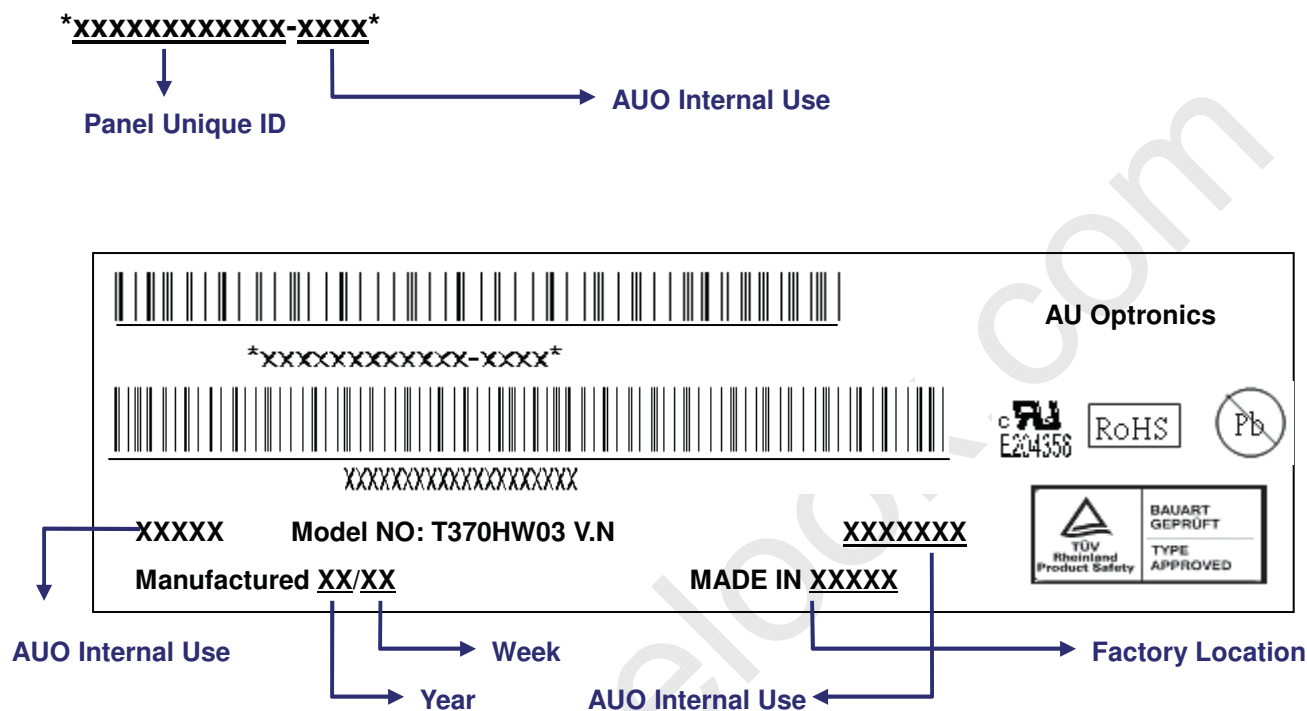 *XXXXXXXXXXXX-XXXX*
AUO Internal Use
Panel Unique ID
AU Optronics
*XXXXXXXXXXXX-XXXX*
c us
E204356
RoHS
Pb
XXXXXXXXXXXXXXXXXXXX
BAUART GEPRÜFT
TÜV Rheinland Product Safety
TYPE APPROVED
XXXXX Model NO: T370HW03 V.N XXXXXXX
Manufactured XX/XX MADE IN XXXXX
AUO Internal Use
Week
Factory Location
Year
AUO Internal Use